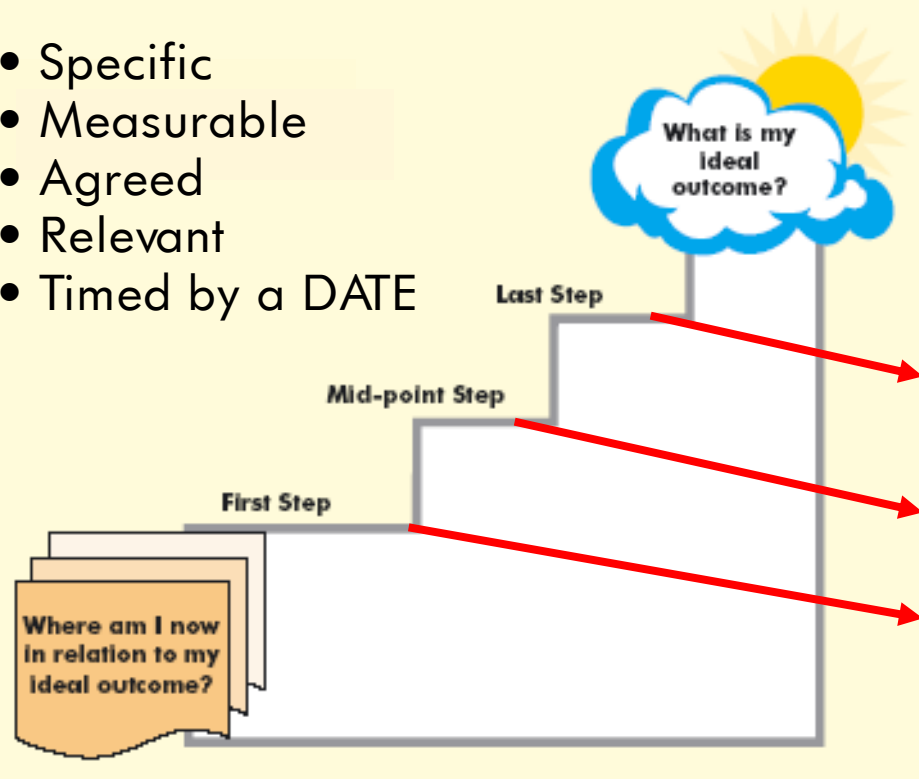 • Specific
• Measurable
• Agreed
• Relevant
• Timed by a DATE
What is my
ideal
outcome?
Last Step
Mid-point Step
First Step
Where am I now
in relation to my
ideal outcome?